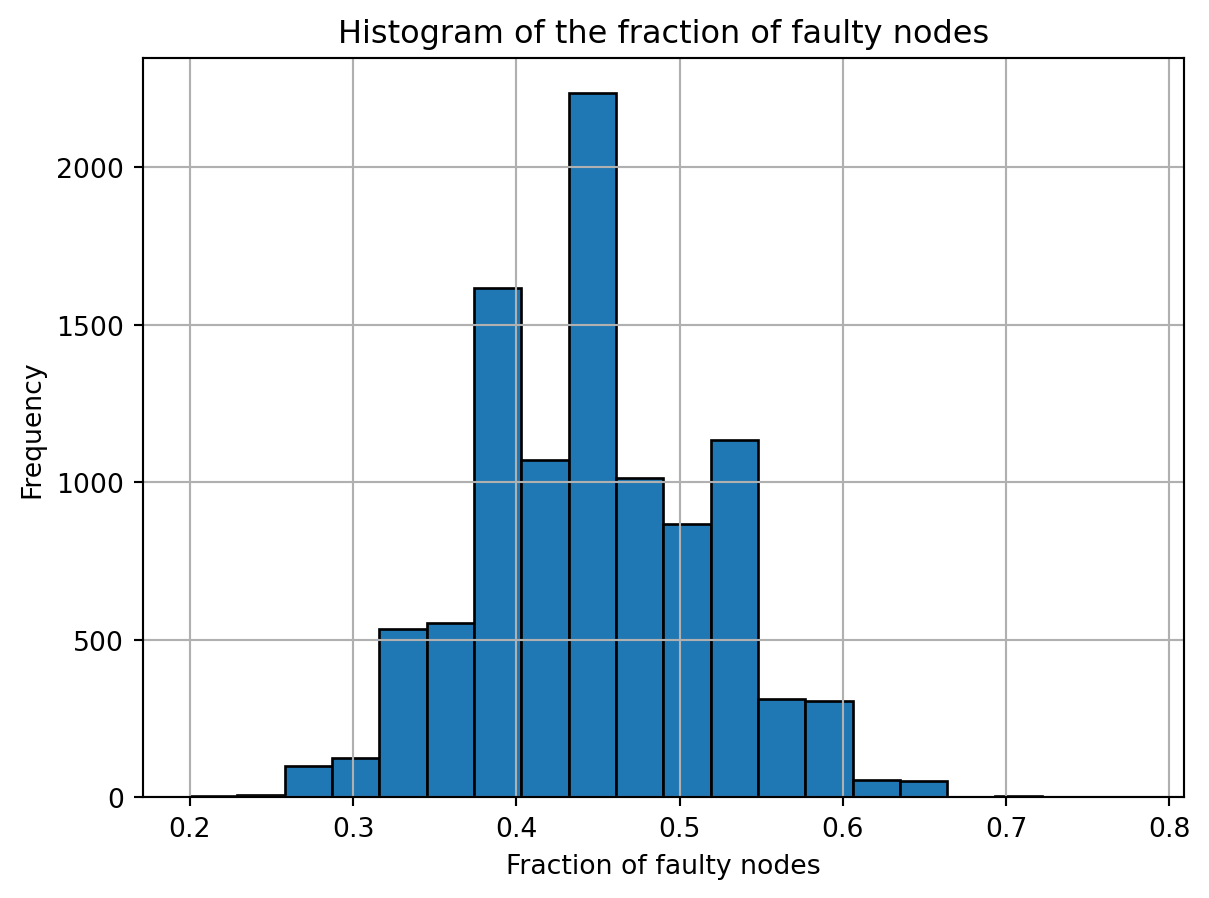 Histogram of the fraction of faulty nodes
Frequency
2000
1500
1000
500
0
0.2 0.3 0.4 0.5 0.6 0.7 0.8
Fraction of faulty nodes